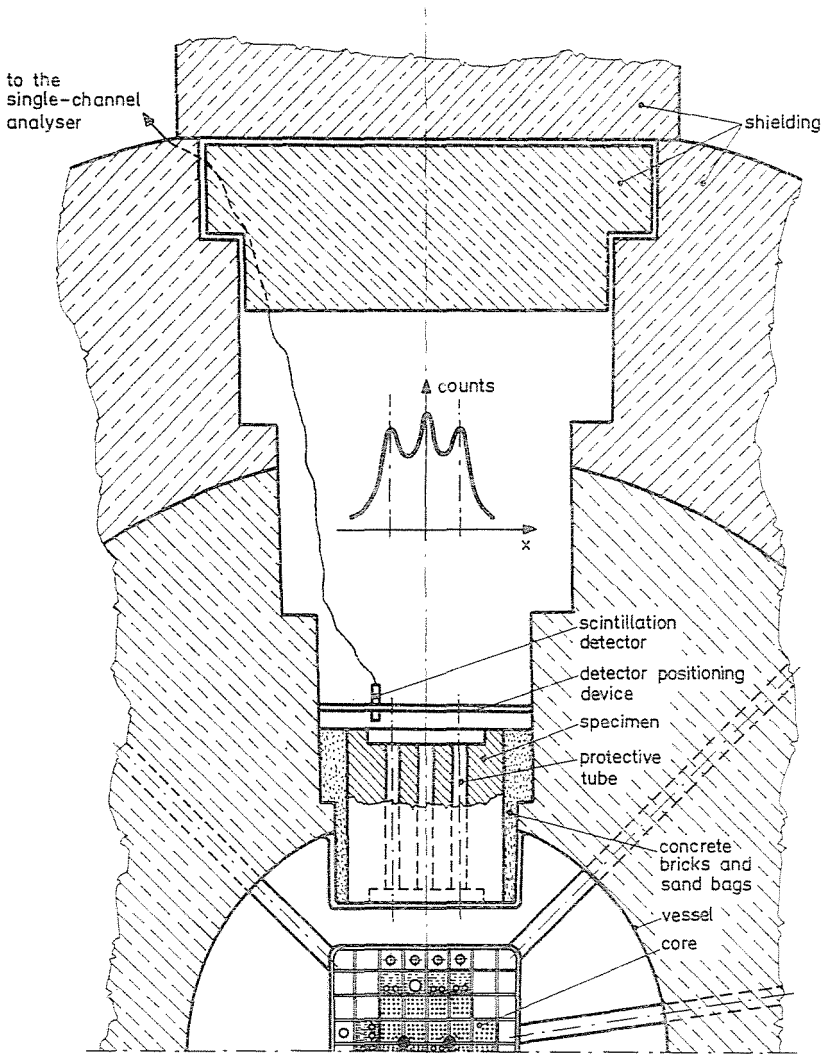 to the
single-channel
analyser
shielding
counts
x
scintillation
detector
detector positioning
device
specimen
protective
tube
concrete
bricks and
sand bags
vessel
core